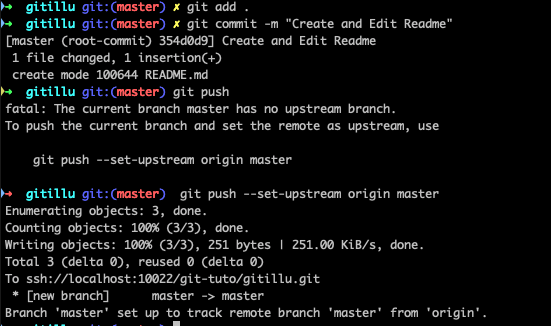 → gitillu git:(master) ✗ git add .
→ gitillu git:(master) ✗ git commit -m "Create and Edit Readme"
[master (root-commit) 354d0d9] Create and Edit Readme
 1 file changed, 1 insertion(+)
 create mode 100644 README.md
→ gitillu git:(master) git push
fatal: The current branch master has no upstream branch.
To push the current branch and set the remote as upstream, use
    git push --set-upstream origin master
→ gitillu git:(master)  git push --set-upstream origin master
Enumerating objects: 3, done.
Counting objects: 100% (3/3), done.
Writing objects: 100% (3/3), 251 bytes | 251.00 KiB/s, done.
Total 3 (delta 0), reused 0 (delta 0)
To ssh://localhost:10022/git-tuto/gitillu.git
 * [new branch]      master -> master
Branch 'master' set up to track remote branch 'master' from 'origin'.